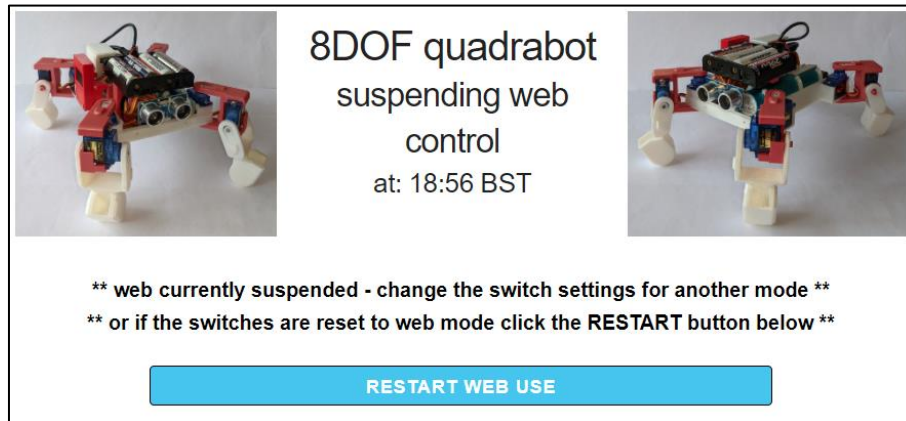 8DOF quadrabot
suspending web
control
at: 18:56 BST
** web currently suspended - change the switch settings for another mode **
** or if the switches are reset to web mode click the RESTART button below **
RESTART WEB USE